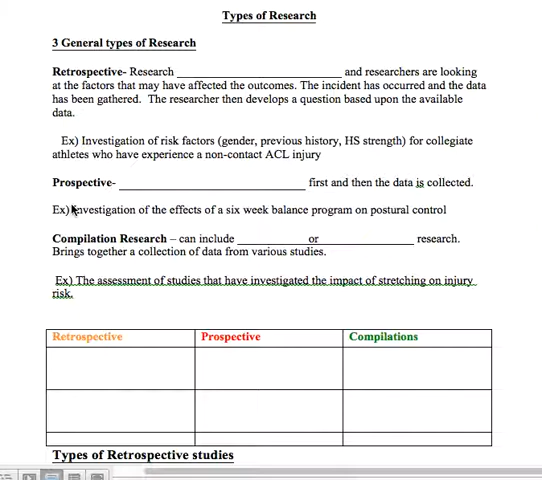 Types of Research
3 General types of Research
Retrospective- Research ______________________________ and researchers are looking
at the factors that may have affected the outcomes. The incident has occurred and the data
has been gathered. The researcher then develops a question based upon the available
data.
Ex) Investigation of risk factors (gender, previous history, HS strength) for collegiate
athletes who have experience a non-contact ACL injury
Prospective- __________________________________ first and then the data is collected.
Ex) Investigation of the effects of a six week balance program on postural control
Compilation Research – can include _____________or __________________ research.
Brings together a collection of data from various studies.
Ex) The assessment of studies that have investigated the impact of stretching on injury
risk.
Retrospective Prospective Compilations
Types of Retrospective studies